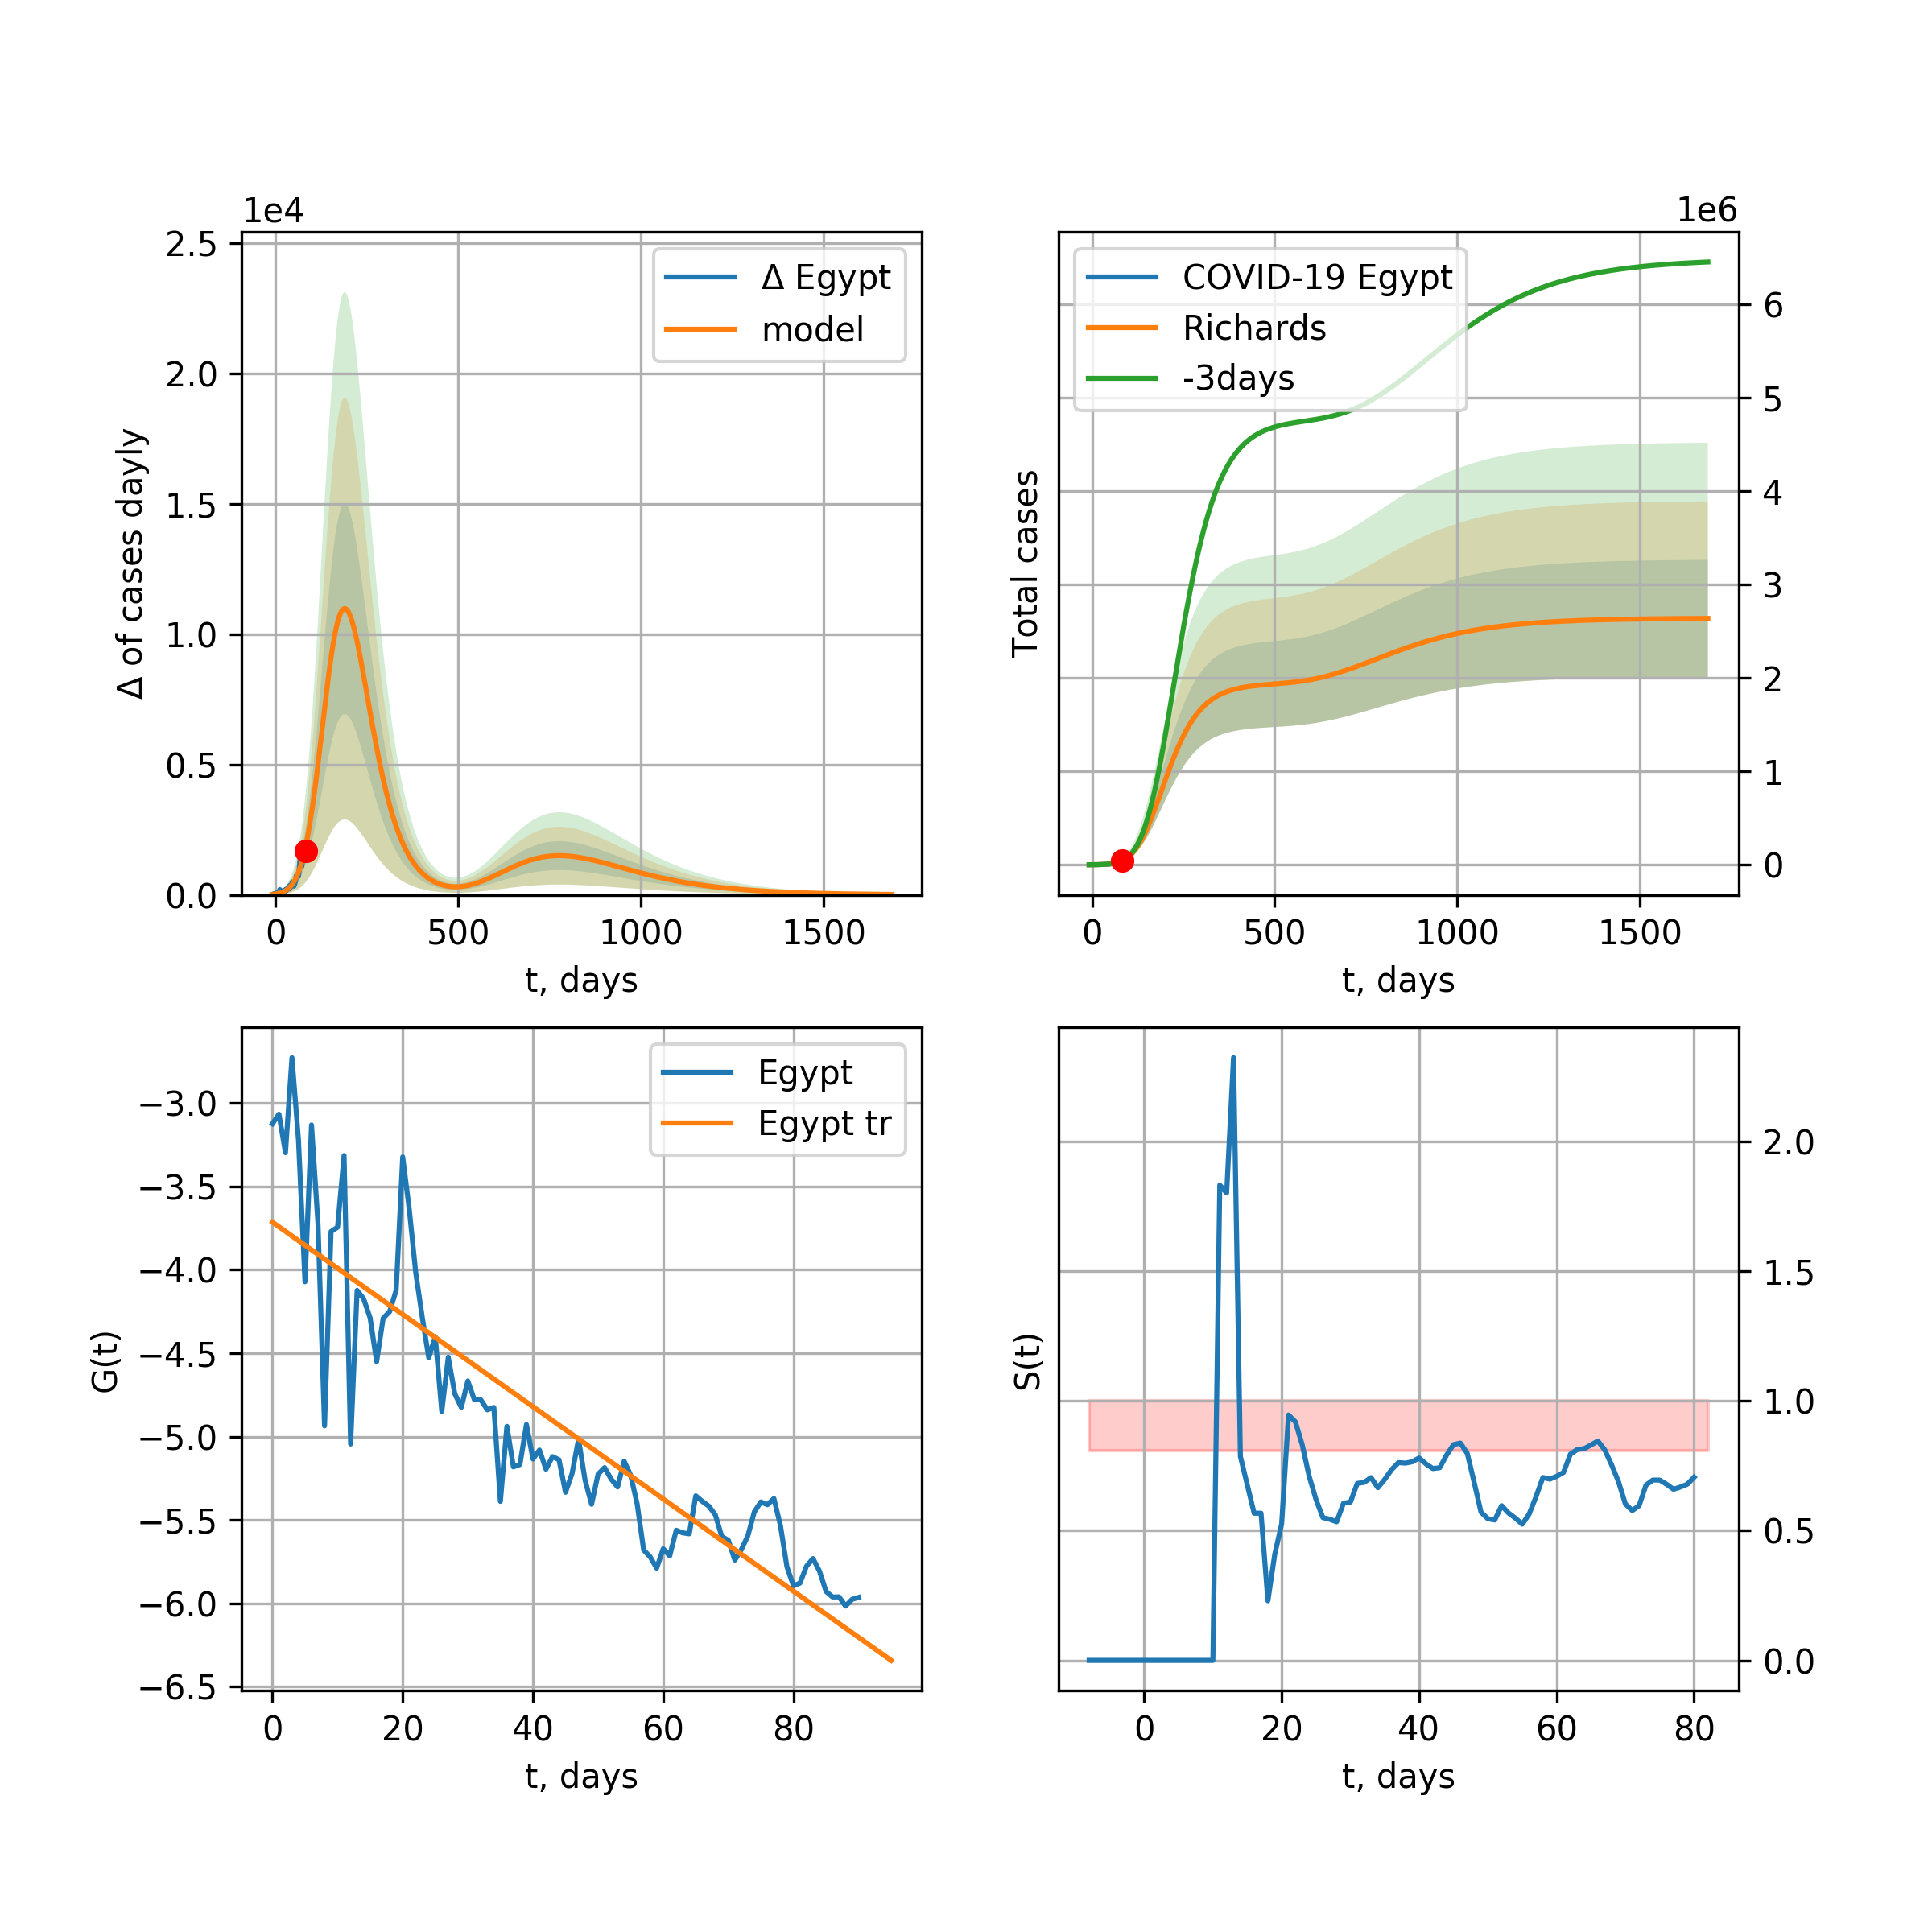 1e4
2.5
2.0
1.5
1.0
0.5
0.0
Δ of cases dayly
Δ Egypt
model
0 500 1000 1500
t, days
1e6
COVID-19 Egypt
Richards
-3days
Total cases
6
5
4
3
2
1
0
0 500 1000 1500
t, days
−3.0
−3.5
−4.0
−4.5
−5.0
−5.5
−6.0
−6.5
G(t)
Egypt
Egypt tr
0 20 40 60 80
t, days
S(t)
2.0
1.5
1.0
0.5
0.0
0 20 40 60 80
t, days